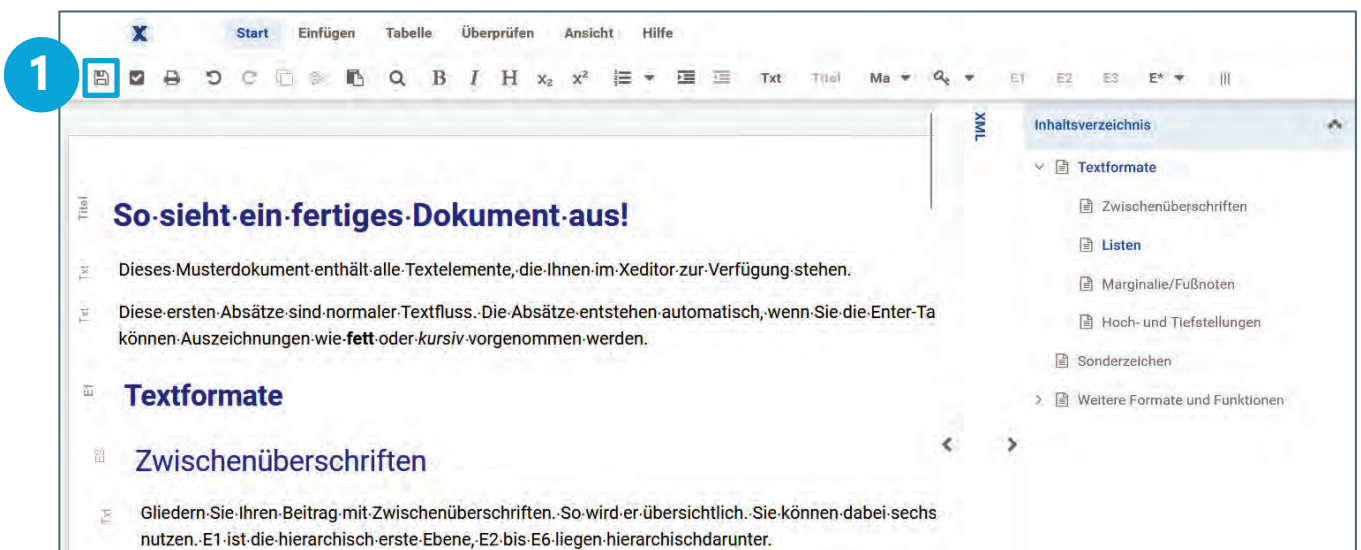 X Start Einfügen Tabelle Überprüfen Ansicht Hilfe
1
B I H x₂ x² Txt Titel Ma E1 E2 E3 E*
XML
Inhaltsverzeichnis
Textformate
Zwischenüberschriften
Listen
Marginalie/Fußnoten
Hoch- und Tiefstellungen
Sonderzeichen
Weitere Formate und Funktionen
Titel
So·sieht·ein·fertiges·Dokument·aus!
Txt
Dieses·Musterdokument·enthält·alle·Textelemente,·die·Ihnen·im·Xeditor·zur·Verfügung·stehen.
Txt
Diese·ersten·Absätze·sind·normaler·Textfluss.·Die·Absätze·entstehen·automatisch,·wenn·Sie·die·Enter-Ta
können·Auszeichnungen·wie·fett·oder·kursiv·vorgenommen·werden.
E1
Textformate
Zwischenüberschriften
Txt
Gliedern·Sie·Ihren·Beitrag·mit·Zwischenüberschriften.·So·wird·er·übersichtlich.·Sie·können·dabei·sechs
nutzen.·E1·ist·die·hierarchisch·erste·Ebene,·E2·bis·E6·liegen·hierarchischdarunter.